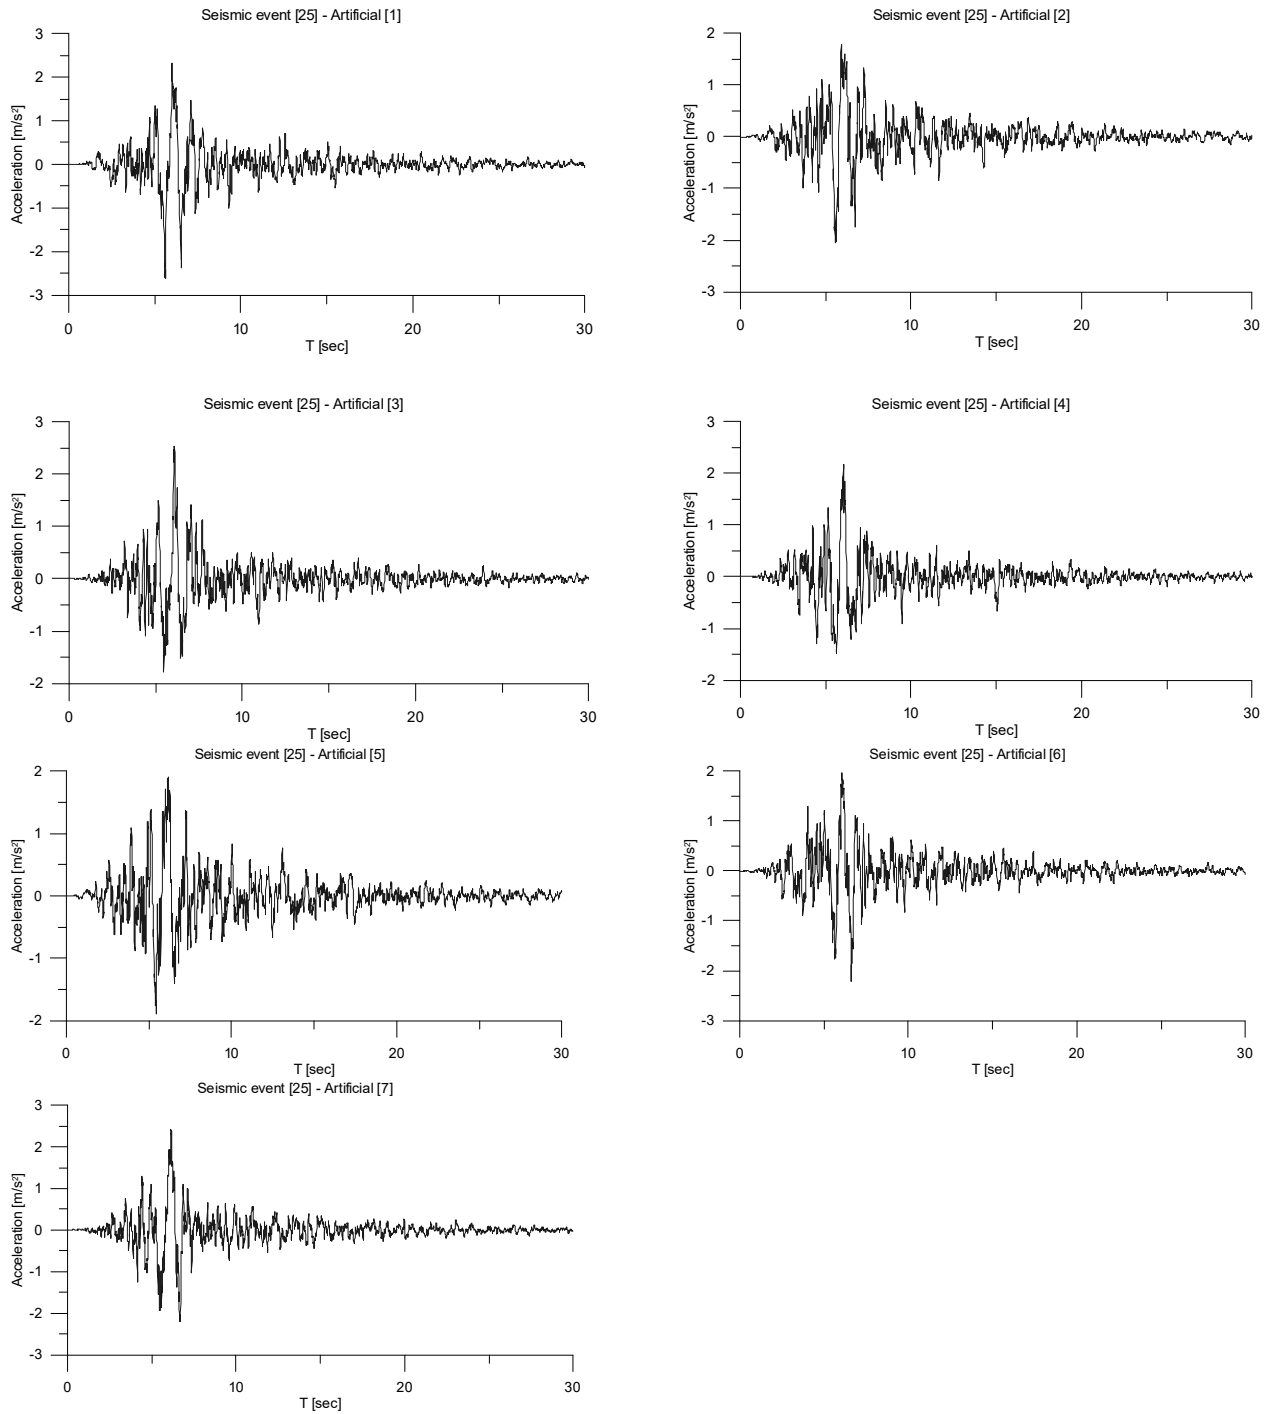 Seismic event [25] - Artificial [1]
3
2
1
0
-1
-2
-3
Acceleration [m/s²]
0 10 20 30
T [sec]
Seismic event [25] - Artificial [2]
2
1
0
-1
-2
-3
Acceleration [m/s²]
0 10 20 30
T [sec]
Seismic event [25] - Artificial [3]
3
2
1
0
-1
-2
Acceleration [m/s²]
0 10 20 30
T [sec]
Seismic event [25] - Artificial [4]
3
2
1
0
-1
-2
Acceleration [m/s²]
0 10 20 30
T [sec]
Seismic event [25] - Artificial [5]
2
1
0
-1
-2
Acceleration [m/s²]
0 10 20 30
T [sec]
Seismic event [25] - Artificial [6]
2
1
0
-1
-2
-3
Acceleration [m/s²]
0 10 20 30
T [sec]
Seismic event [25] - Artificial [7]
3
2
1
0
-1
-2
-3
Acceleration [m/s²]
0 10 20 30
T [sec]